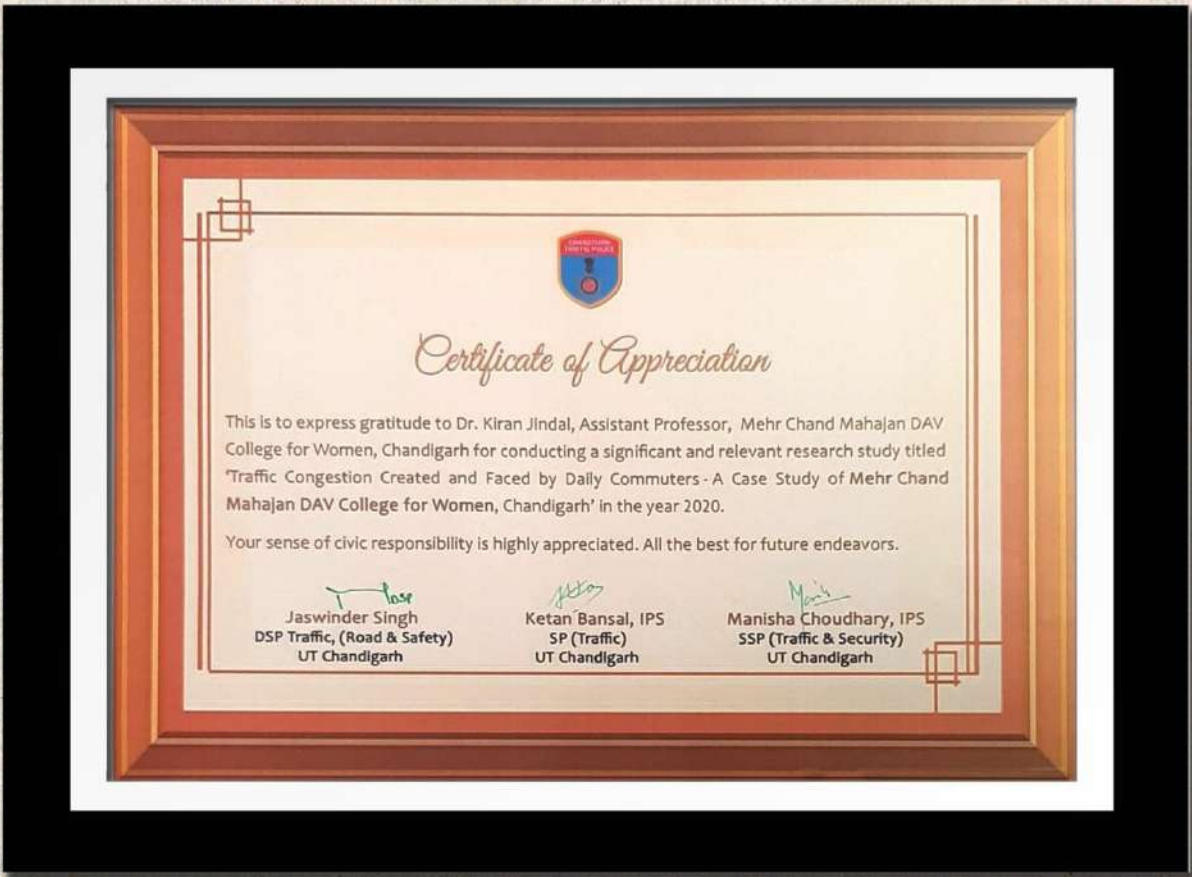 CHANDIGARH
TRAFFIC POLICE
Certificate of Appreciation
This is to express gratitude to Dr. Kiran Jindal, Assistant Professor, Mehr Chand Mahajan DAV
College for Women, Chandigarh for conducting a significant and relevant research study titled
'Traffic Congestion Created and Faced by Daily Commuters - A Case Study of Mehr Chand
Mahajan DAV College for Women, Chandigarh' in the year 2020.
Your sense of civic responsibility is highly appreciated. All the best for future endeavors.
Jaswinder Singh Ketan Bansal, IPS Manisha Choudhary, IPS
DSP Traffic, (Road & Safety) SP (Traffic) SSP (Traffic & Security)
UT Chandigarh UT Chandigarh UT Chandigarh